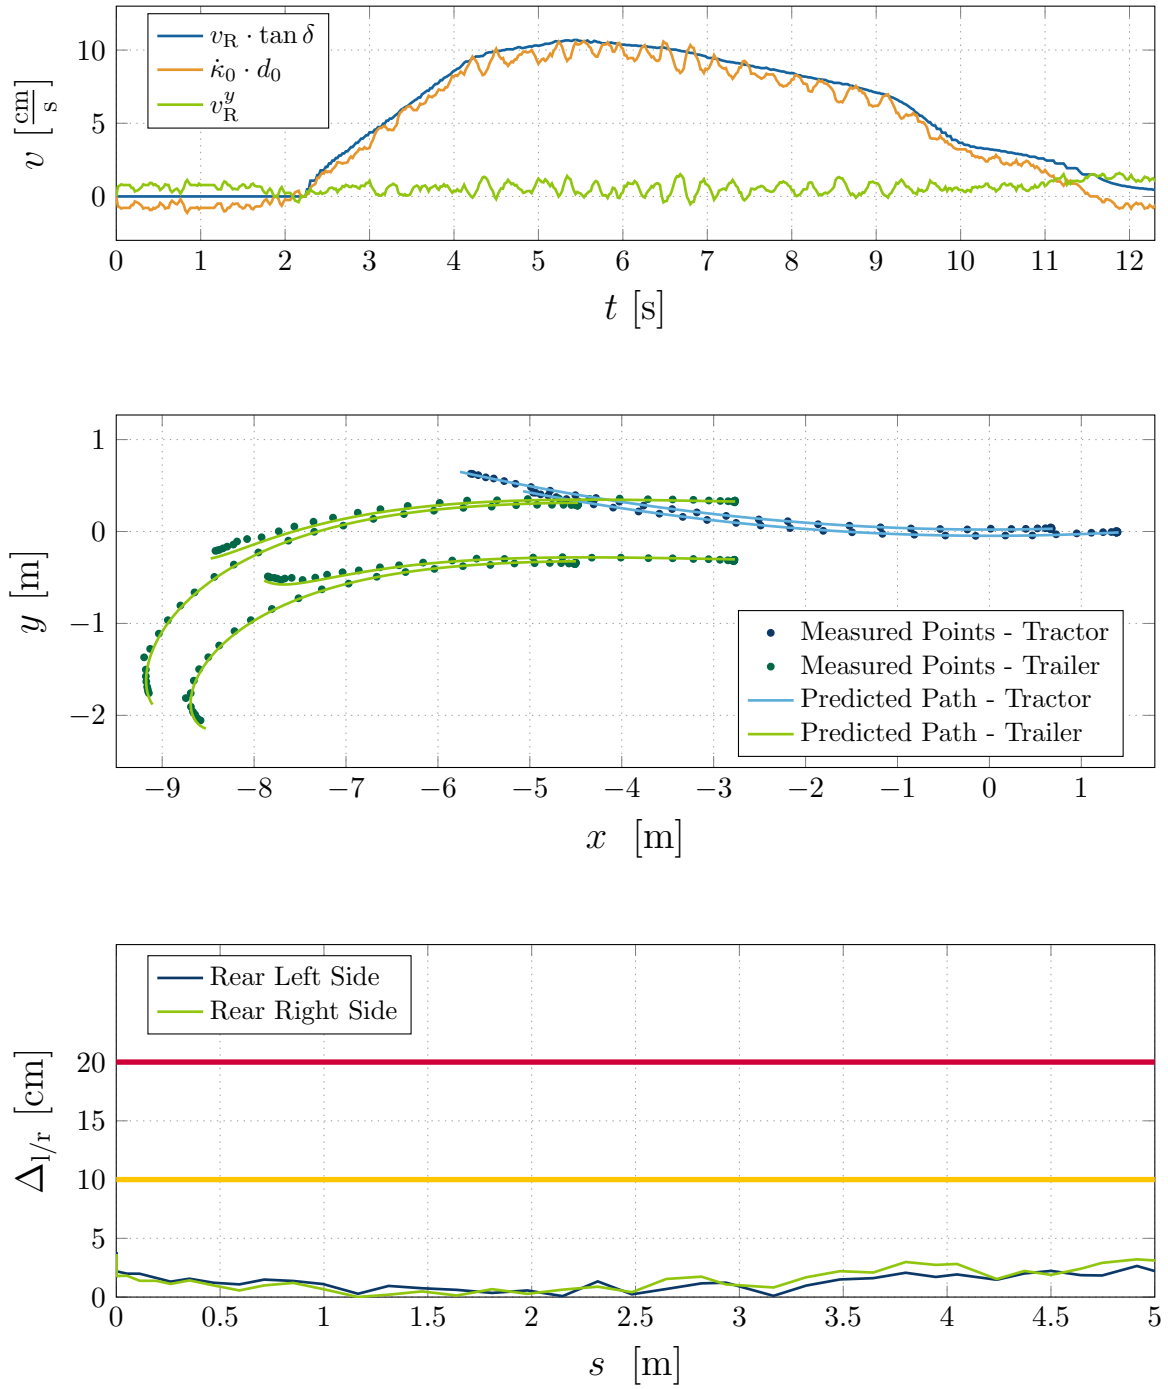 10
5
0
v [cm/s]
v_R · tan δ
κ̇_0 · d_0
v_R^y
0 1 2 3 4 5 6 7 8 9 10 11 12
t [s]
1
0
−1
−2
y [m]
Measured Points - Tractor
Measured Points - Trailer
Predicted Path - Tractor
Predicted Path - Trailer
−9 −8 −7 −6 −5 −4 −3 −2 −1 0 1
x [m]
Rear Left Side
Rear Right Side
20
15
10
5
0
Δ_l/r [cm]
0 0.5 1 1.5 2 2.5 3 3.5 4 4.5 5
s [m]